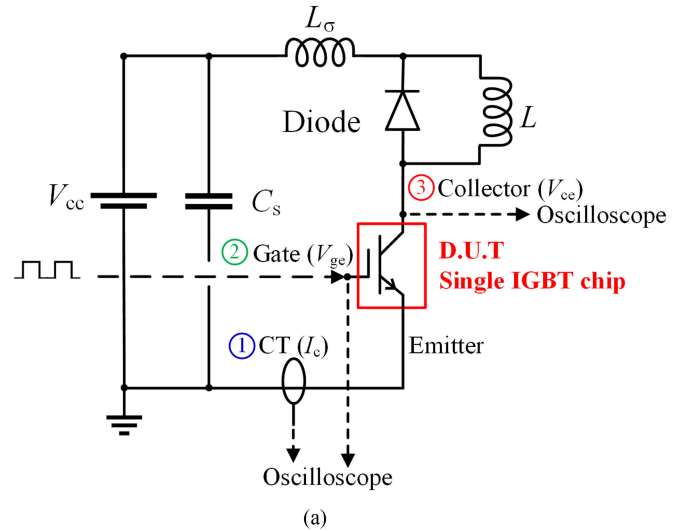 Lσ
Diode
L
Vcc
Cs
③ Collector (Vce)
Oscilloscope
② Gate (Vge)
D.U.T
Single IGBT chip
① CT (Ic)
Emitter
Oscilloscope
(a)